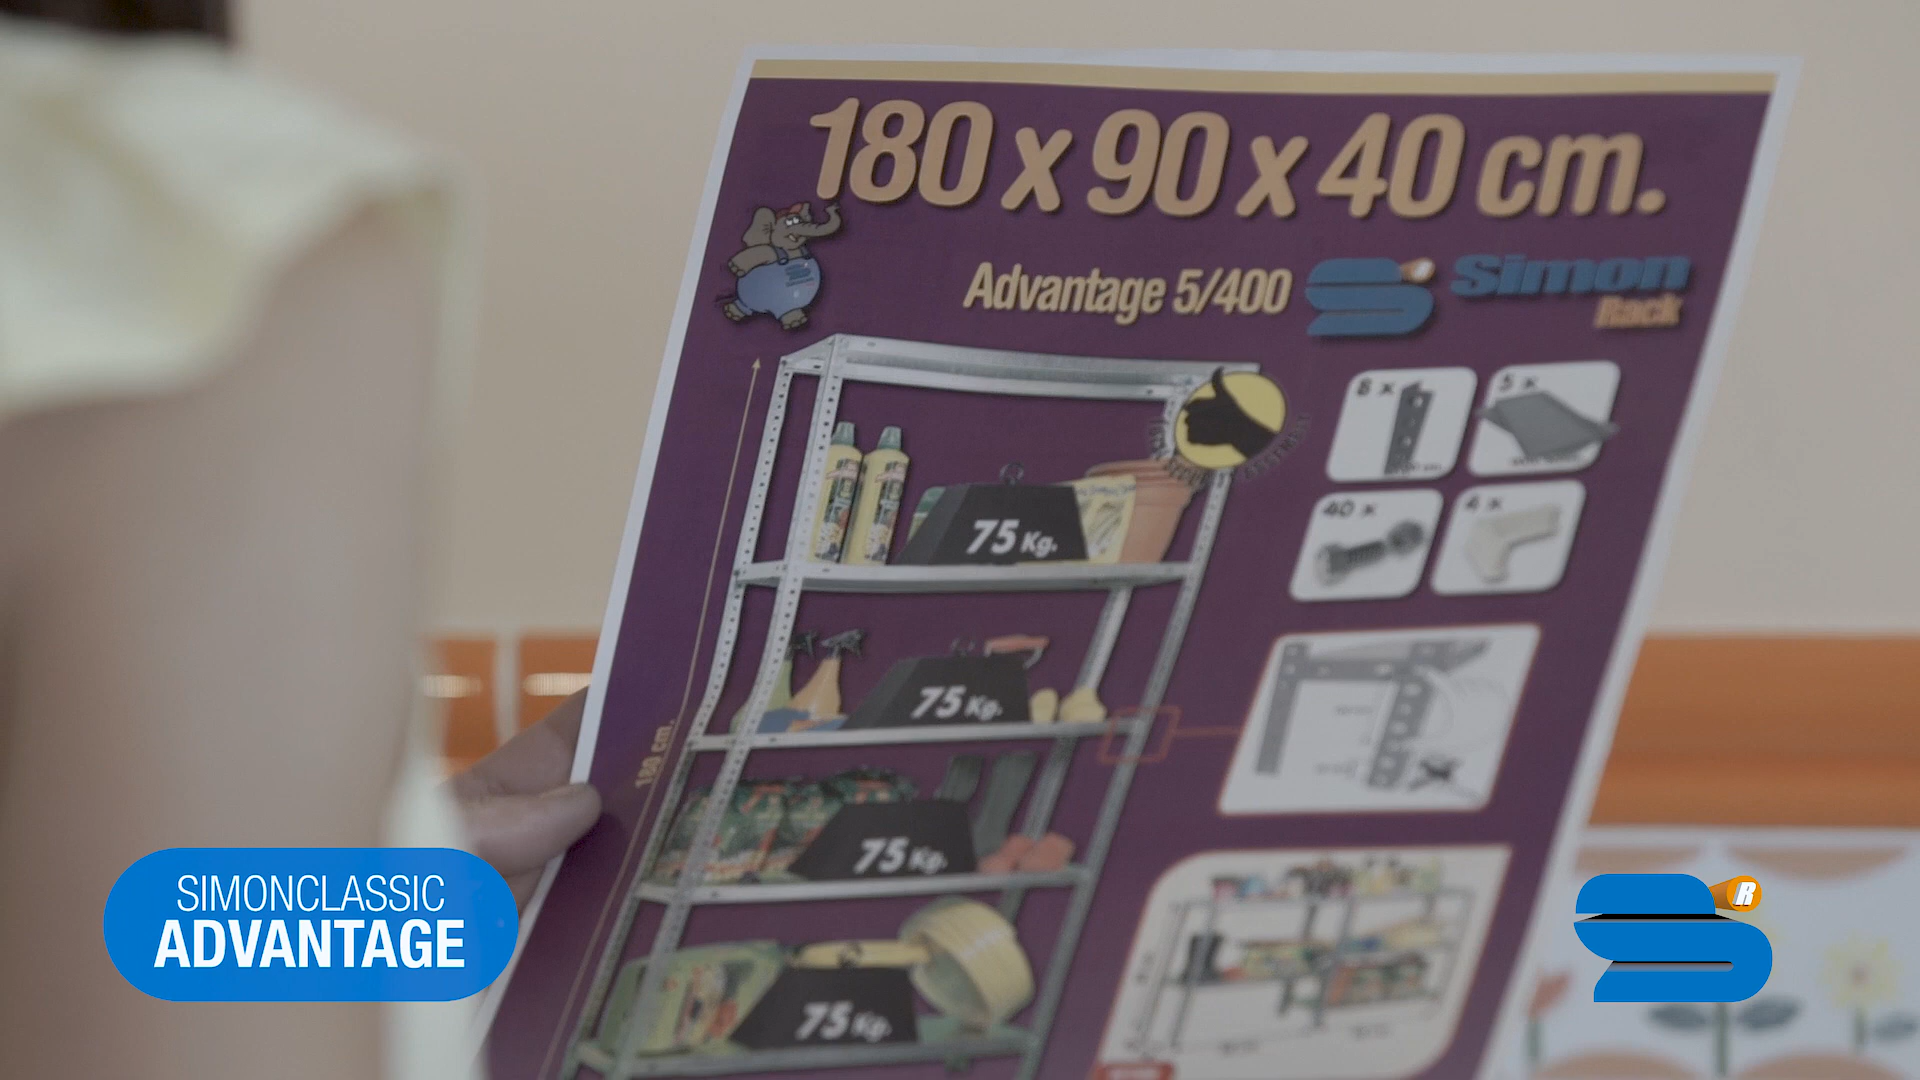 180 x 90 x 40 cm.
Advantage 5/400
Simon
Rack
8 x
5 x
40 x
4 x
75 Kg.
75 Kg.
180 cm.
75 Kg.
75 Kg.
SIMONCLASSIC
ADVANTAGE
R